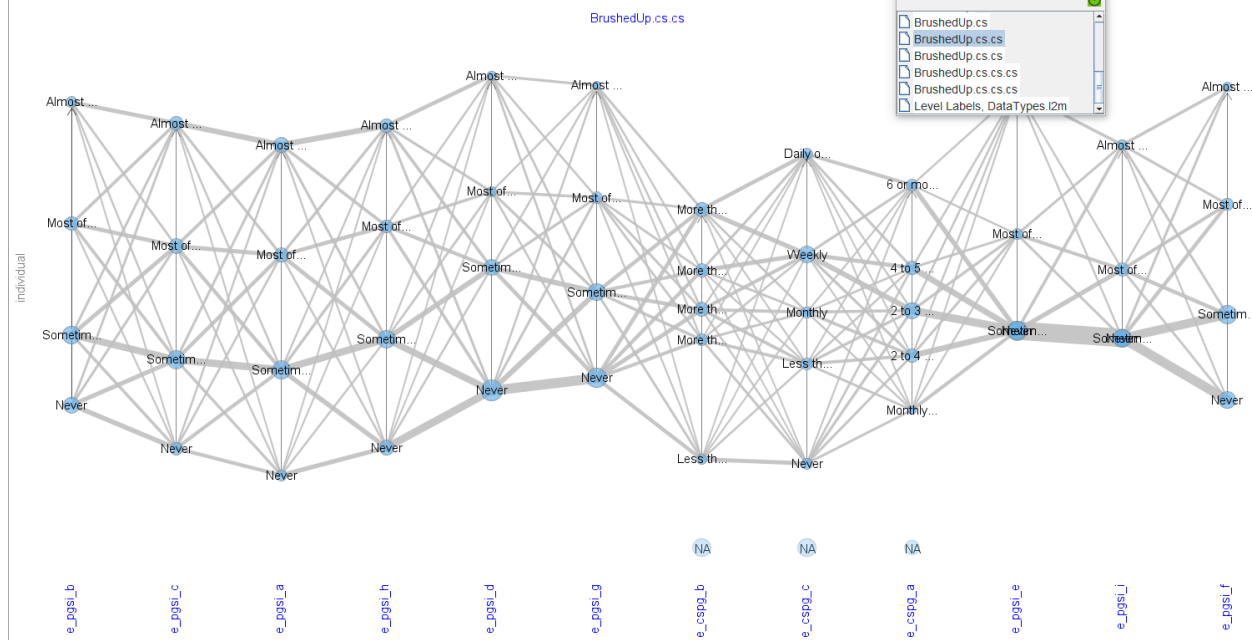 BrushedUp.cs.cs
BrushedUp.cs
BrushedUp.cs.cs
BrushedUp.cs.cs
BrushedUp.cs.cs.cs
BrushedUp.cs.cs.cs
Level Labels, DataTypes.l2m
individual
Almost ...
Most of...
Sometim...
Never
Almost ...
Most of...
Sometim...
Never
Almost ...
Most of...
Sometim...
Never
Almost ...
Most of...
Sometim...
Never
Almost ...
Most of...
Sometim...
Never
Almost ...
Most of...
Sometim...
Never
More th...
More th...
More th...
More th...
Less th...
NA
Daily o...
Weekly
Monthly
Less th...
Never
NA
6 or mo...
4 to 5 ...
2 to 3 ...
2 to 4 ...
Monthly...
NA
Most of...
Never
Almost ...
Most of...
Never
Almost ...
Most of...
Sometim.
Never
e_pgsi_b
e_pgsi_c
e_pgsi_a
e_pgsi_h
e_pgsi_d
e_pgsi_g
e_cspg_b
e_cspg_c
e_cspg_a
e_pgsi_e
e_pgsi_i
e_pgsi_f